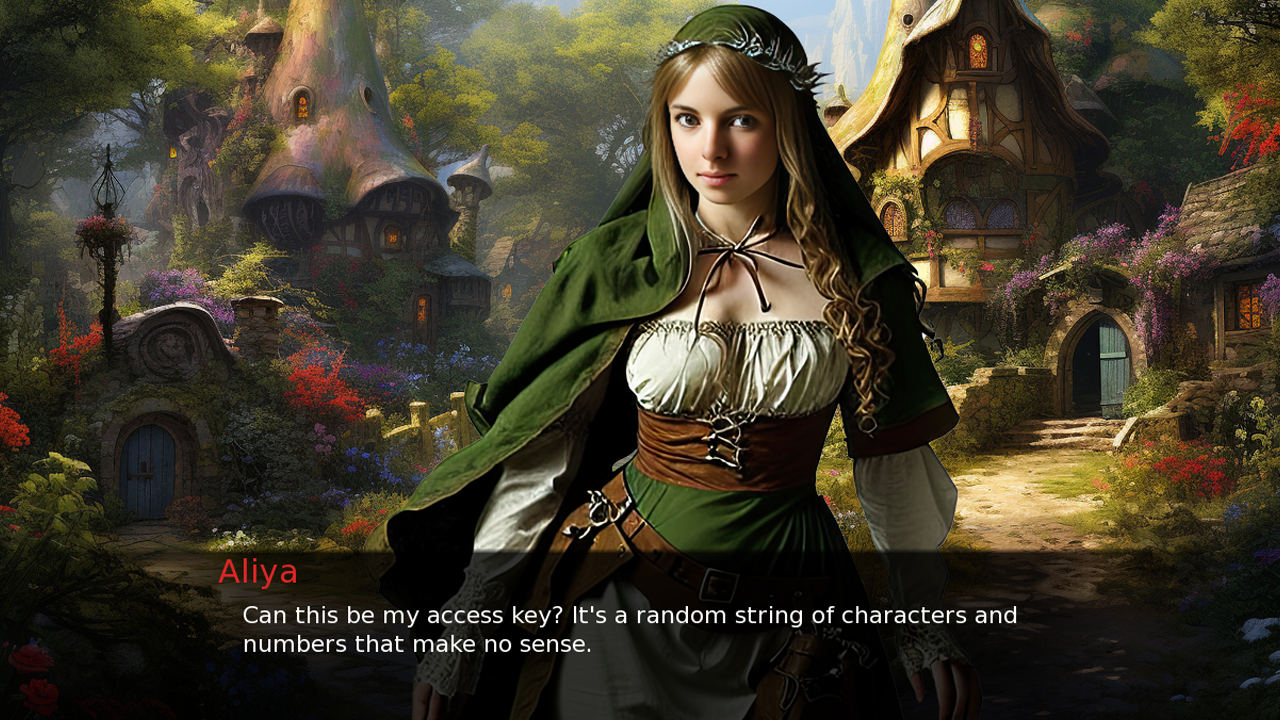 Aliya
Can this be my access key? It's a random string of characters and
numbers that make no sense.